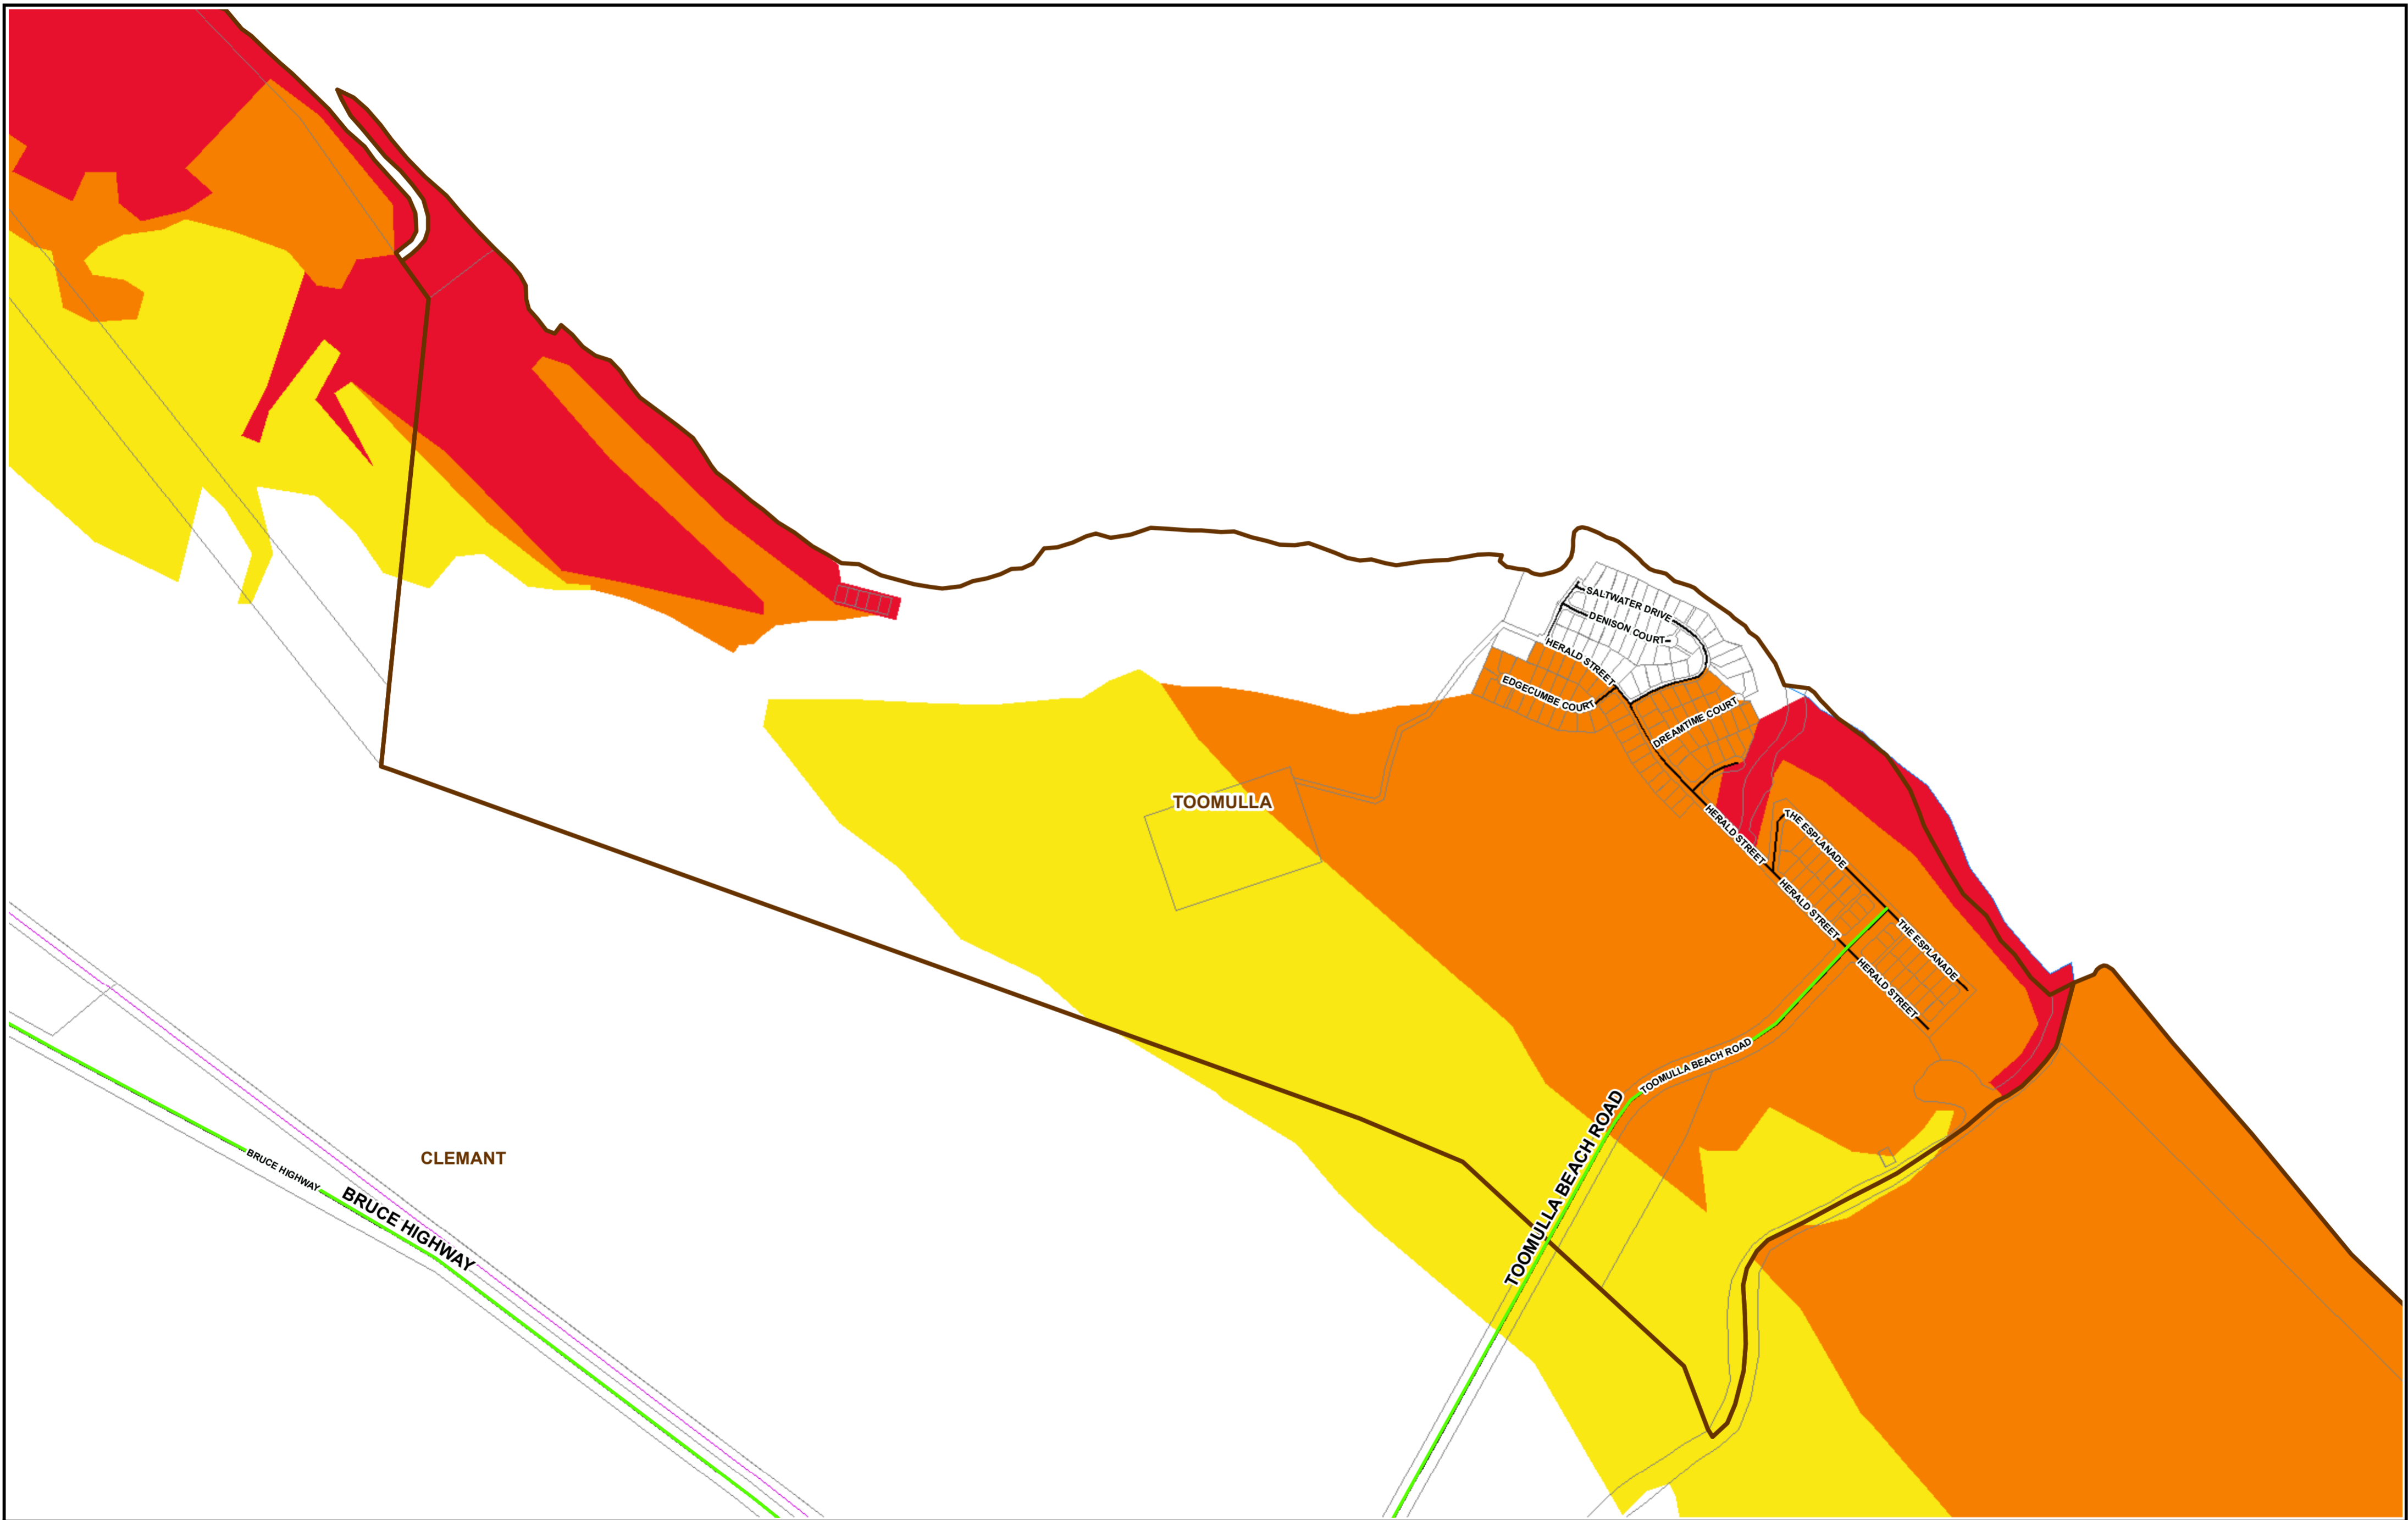 SALTWATER DRIVE
DENISON COURT
HERALD STREET
EDGECUMBE COURT
DREAMTIME COURT
TOOMULLA
HERALD STREET
THE ESPLANADE
HERALD STREET
THE ESPLANADE
HERALD STREET
TOOMULLA BEACH ROAD
TOOMULLA BEACH ROAD
CLEMANT
BRUCE HIGHWAY
BRUCE HIGHWAY